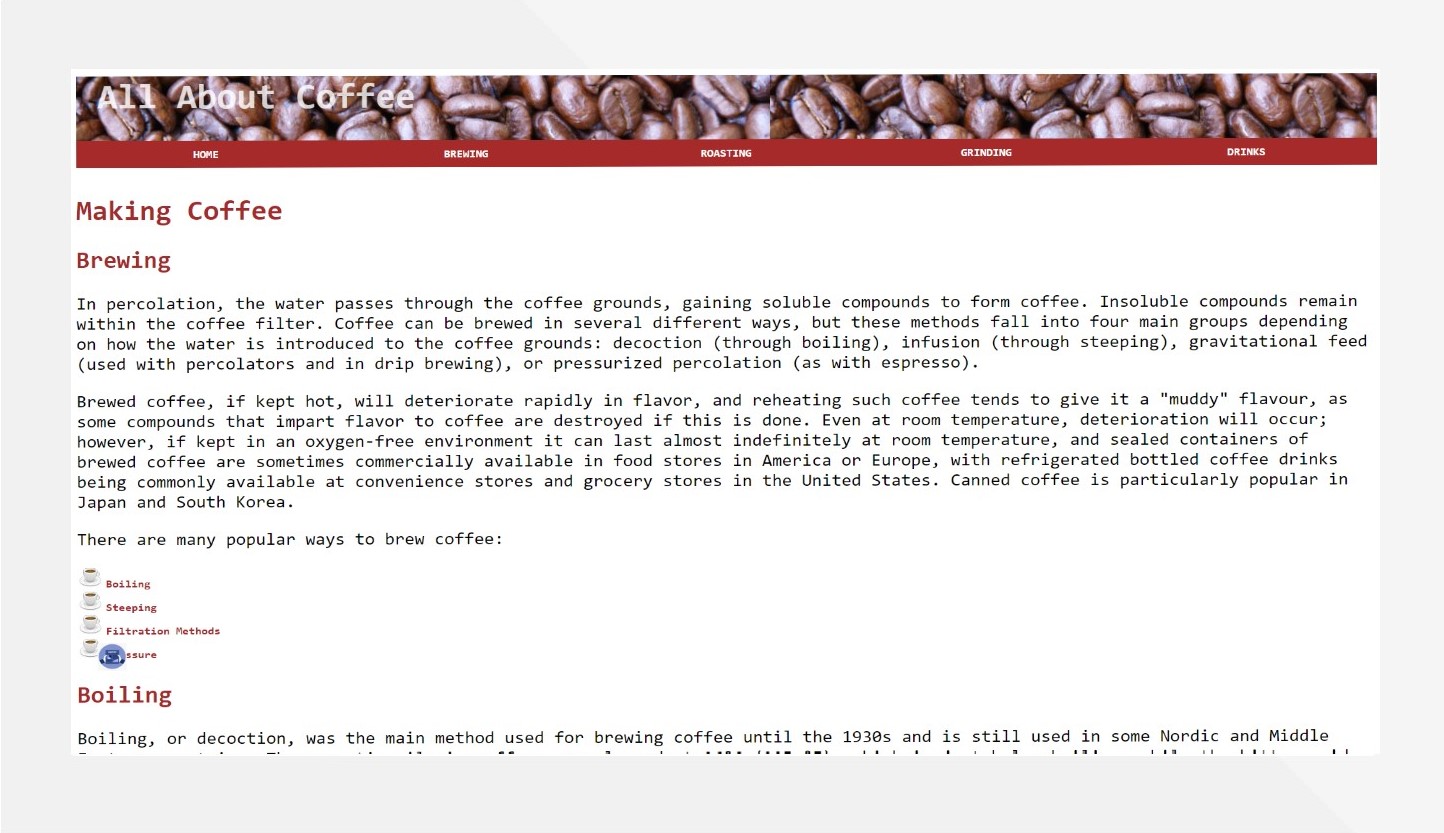 All About Coffee
HOME BREWING ROASTING GRINDING DRINKS
Making Coffee
Brewing
In percolation, the water passes through the coffee grounds, gaining soluble compounds to form coffee. Insoluble compounds remain
within the coffee filter. Coffee can be brewed in several different ways, but these methods fall into four main groups depending
on how the water is introduced to the coffee grounds: decoction (through boiling), infusion (through steeping), gravitational feed
(used with percolators and in drip brewing), or pressurized percolation (as with espresso).
Brewed coffee, if kept hot, will deteriorate rapidly in flavor, and reheating such coffee tends to give it a "muddy" flavour, as
some compounds that impart flavor to coffee are destroyed if this is done. Even at room temperature, deterioration will occur;
however, if kept in an oxygen-free environment it can last almost indefinitely at room temperature, and sealed containers of
brewed coffee are sometimes commercially available in food stores in America or Europe, with refrigerated bottled coffee drinks
being commonly available at convenience stores and grocery stores in the United States. Canned coffee is particularly popular in
Japan and South Korea.
There are many popular ways to brew coffee:
Boiling
Steeping
Filtration Methods
ssure
Boiling
Boiling, or decoction, was the main method used for brewing coffee until the 1930s and is still used in some Nordic and Middle